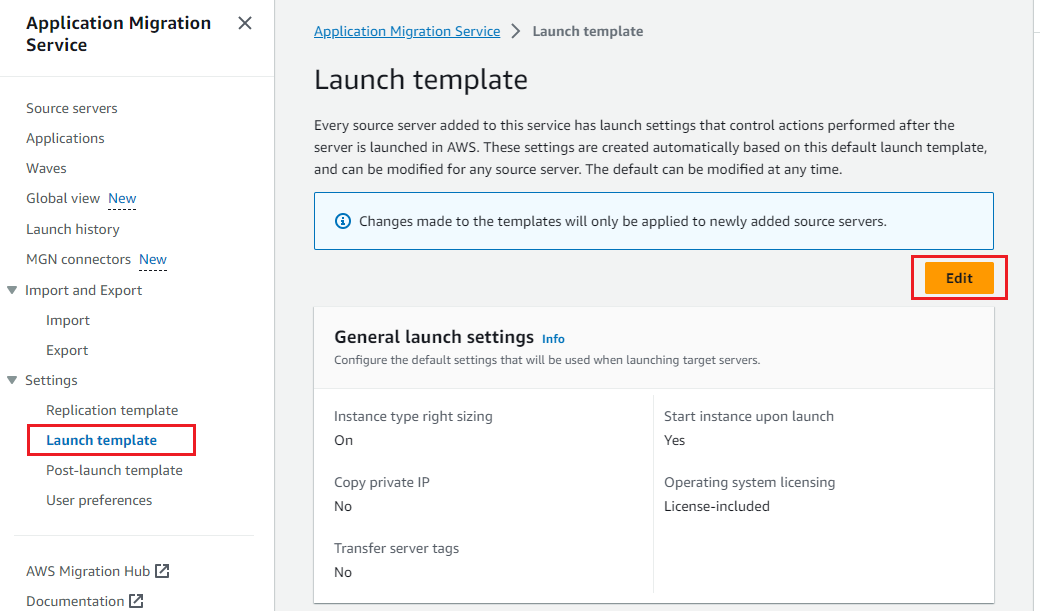 Application Migration
Service
Source servers
Applications
Waves
Global view New
Launch history
MGN connectors New
Import and Export
Import
Export
Settings
Replication template
Launch template
Post-launch template
User preferences
AWS Migration Hub
Documentation
Application Migration Service > Launch template
Launch template
Every source server added to this service has launch settings that control actions performed after the
server is launched in AWS. These settings are created automatically based on this default launch template,
and can be modified for any source server. The default can be modified at any time.
Changes made to the templates will only be applied to newly added source servers.
Edit
General launch settings Info
Configure the default settings that will be used when launching target servers.
Instance type right sizing
On
Copy private IP
No
Transfer server tags
No
Start instance upon launch
Yes
Operating system licensing
License-included